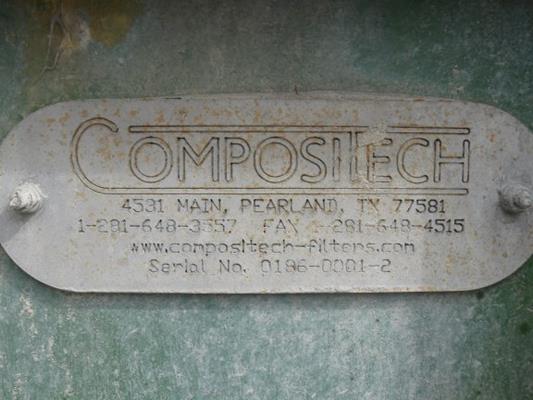 COMPOSITECH
4531 MAIN, PEARLAND, TX 77581
1-281-648-3557 FAX 1-281-648-4515
www.compositech-filters.com
Serial No. 0186-0001-2